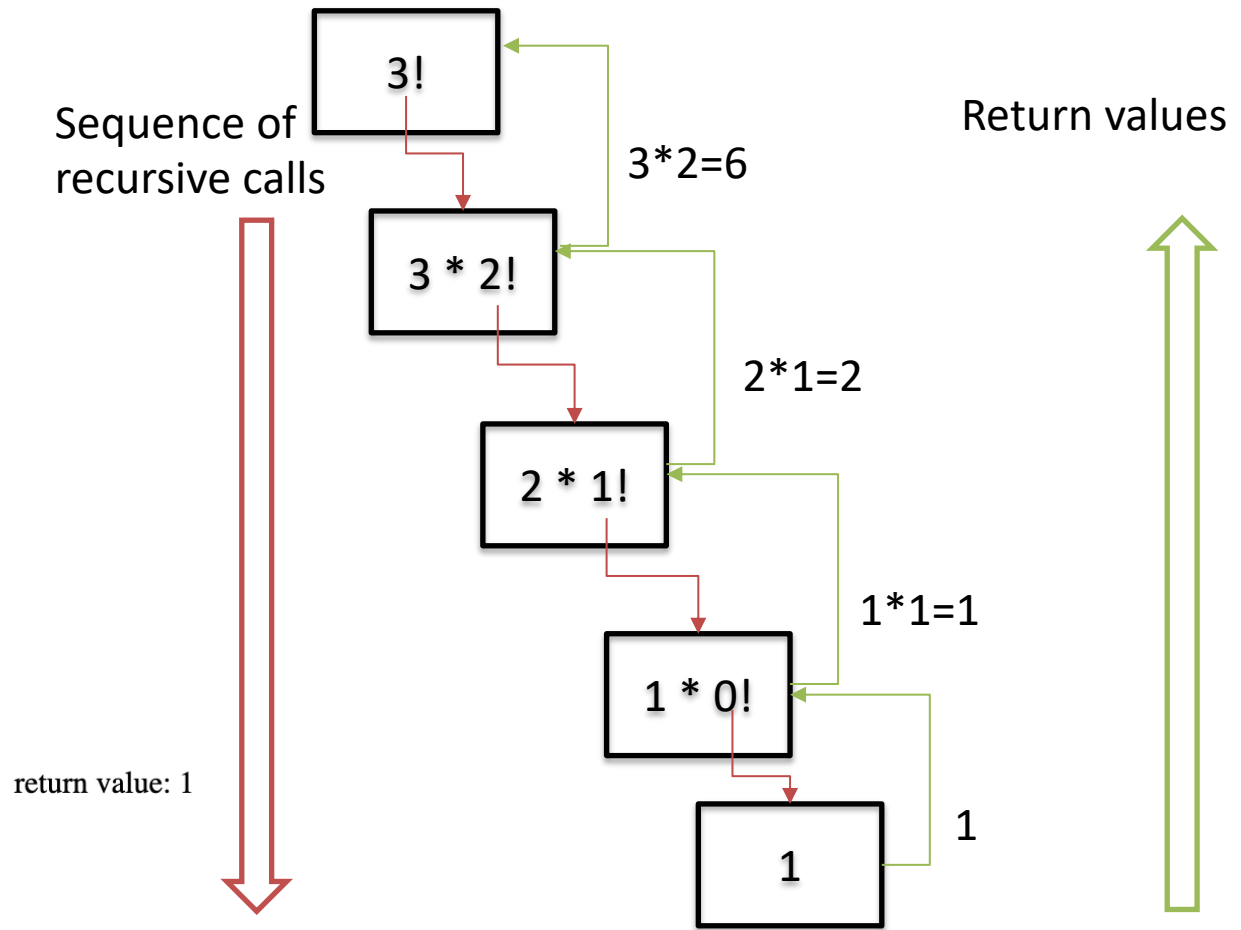 3!
Sequence of
recursive calls
Return values
3*2=6
3 * 2!
2*1=2
2 * 1!
1*1=1
1 * 0!
return value: 1
1
1